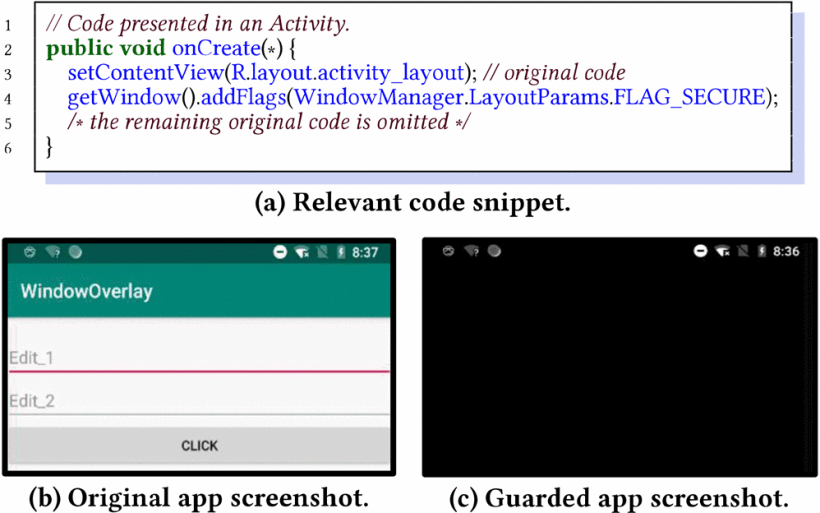 1 // Code presented in an Activity.
2 public void onCreate(*) {
3 setContentView(R.layout.activity_layout); // original code
4 getWindow().addFlags(WindowManager.LayoutParams.FLAG_SECURE);
5 /* the remaining original code is omitted */
6 }
(a) Relevant code snippet.
8:37
WindowOverlay
Edit_1
Edit_2
CLICK
(b) Original app screenshot.
8:36
(c) Guarded app screenshot.